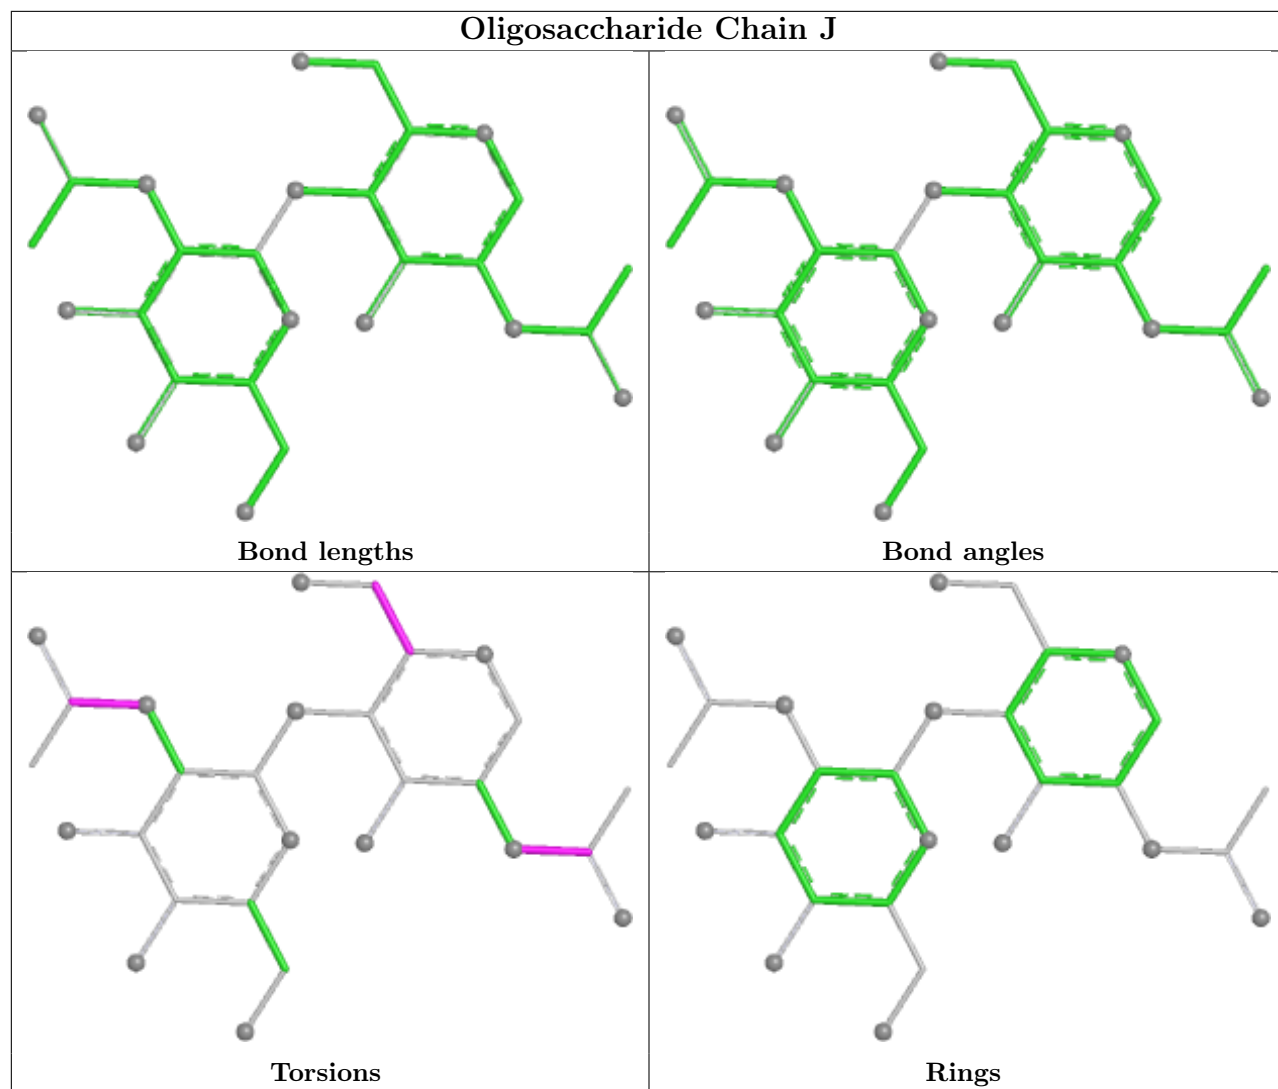 Oligosaccharide Chain J
Bond lengths
Bond angles
Torsions
Rings